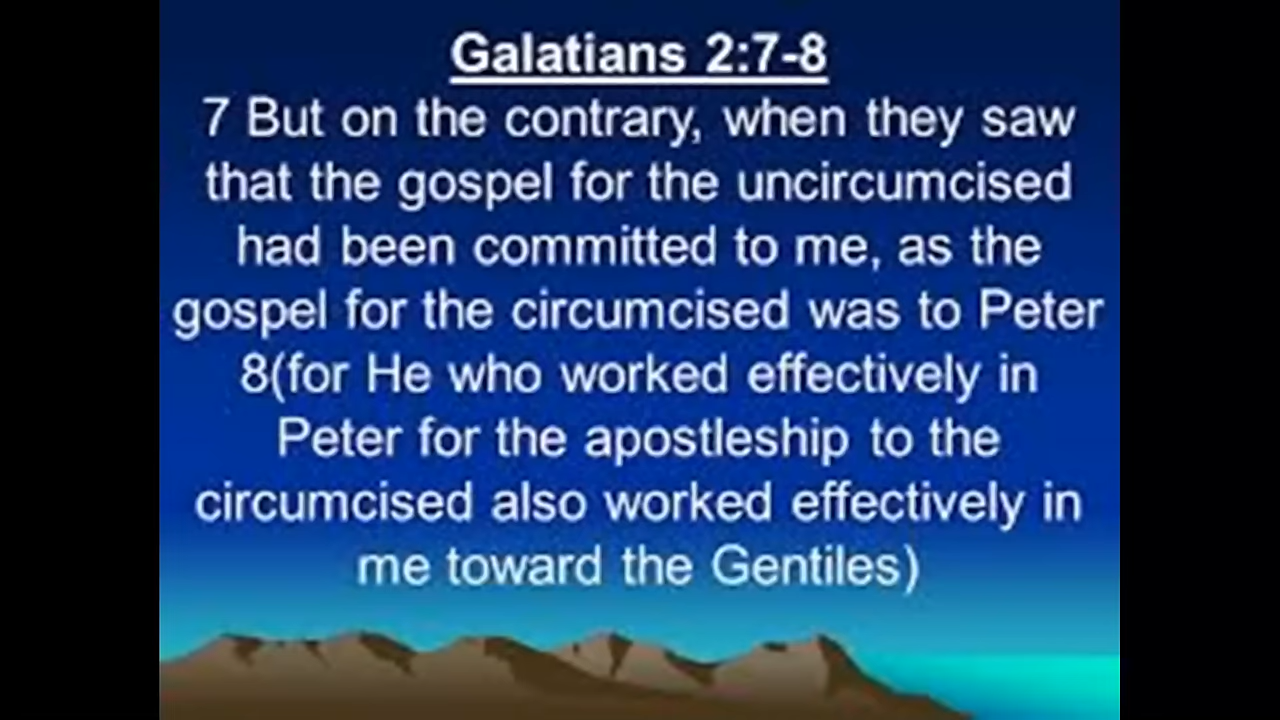 Galatians 2:7-8
7 But on the contrary, when they saw
that the gospel for the uncircumcised
had been committed to me, as the
gospel for the circumcised was to Peter
8(for He who worked effectively in
Peter for the apostleship to the
circumcised also worked effectively in
me toward the Gentiles)